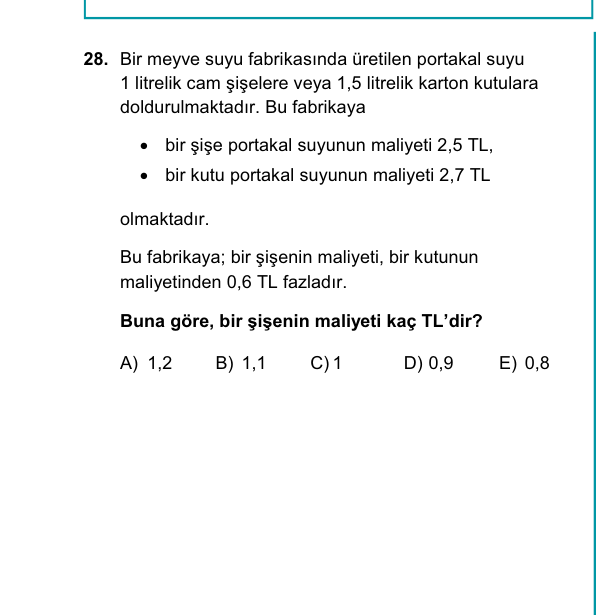 28. Bir meyve suyu fabrikasında üretilen portakal suyu
1 litrelik cam şişelere veya 1,5 litrelik karton kutulara
doldurulmaktadır. Bu fabrikaya
• bir şişe portakal suyunun maliyeti 2,5 TL,
• bir kutu portakal suyunun maliyeti 2,7 TL
olmaktadır.
Bu fabrikaya; bir şişenin maliyeti, bir kutunun
maliyetinden 0,6 TL fazladır.
Buna göre, bir şişenin maliyeti kaç TL’dir?
A) 1,2 B) 1,1 C) 1 D) 0,9 E) 0,8